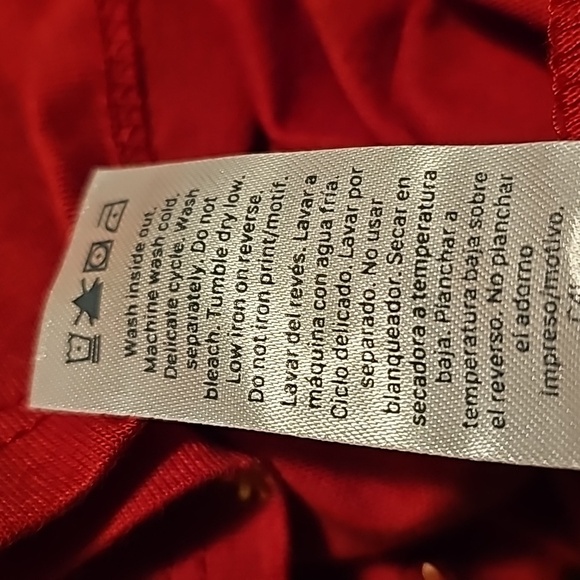 Wash inside out.
Machine wash cold.
Delicate cycle. Wash
separately. Do not
bleach. Tumble dry low.
Low iron on reverse.
Do not iron print/motif.
Lavar del revés. Lavar a
máquina con agua fría.
Ciclo delicado. Lavar por
separado. No usar
blanqueador. Secar en
secadora a temperatura
baja. Planchar a
temperatura baja sobre
el reverso. No planchar
el adorno
impreso/motivo.